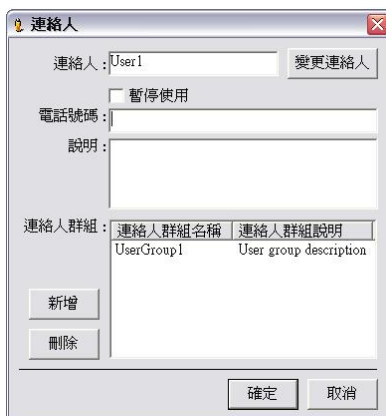 連絡人
連絡人：User1 變更連絡人
暫停使用
電話號碼：
說明：
連絡人群組： 連絡人群組名稱 連絡人群組說明
UserGroup1 User group description
新增
刪除
確定 取消